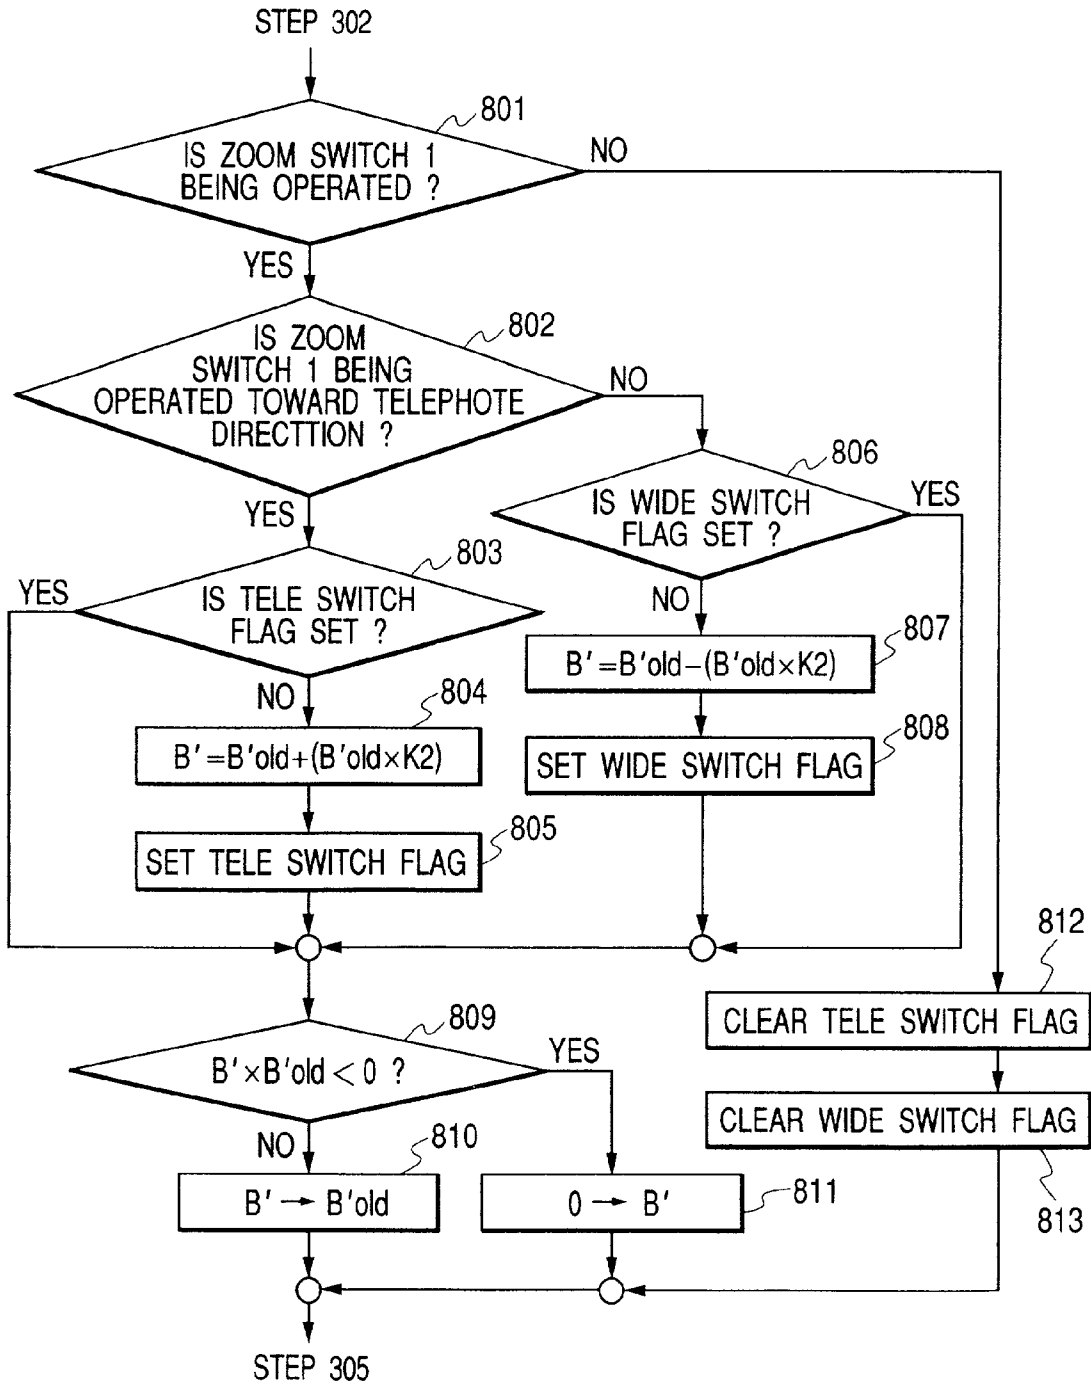 STEP 302
801
IS ZOOM SWITCH 1
BEING OPERATED ?
NO
YES
802
IS ZOOM
SWITCH 1 BEING
OPERATED TOWARD TELEPHOTE
DIRECTTION ?
NO
YES
806
IS WIDE SWITCH
FLAG SET ?
YES
NO
803
IS TELE SWITCH
FLAG SET ?
YES
NO
807
B'=B'old−(B'old×K2)
804
B'=B'old+(B'old×K2)
808
SET WIDE SWITCH FLAG
805
SET TELE SWITCH FLAG
812
CLEAR TELE SWITCH FLAG
809
B'×B'old < 0 ?
YES
NO
CLEAR WIDE SWITCH FLAG
813
810
B' → B'old
0 → B'
811
STEP 305